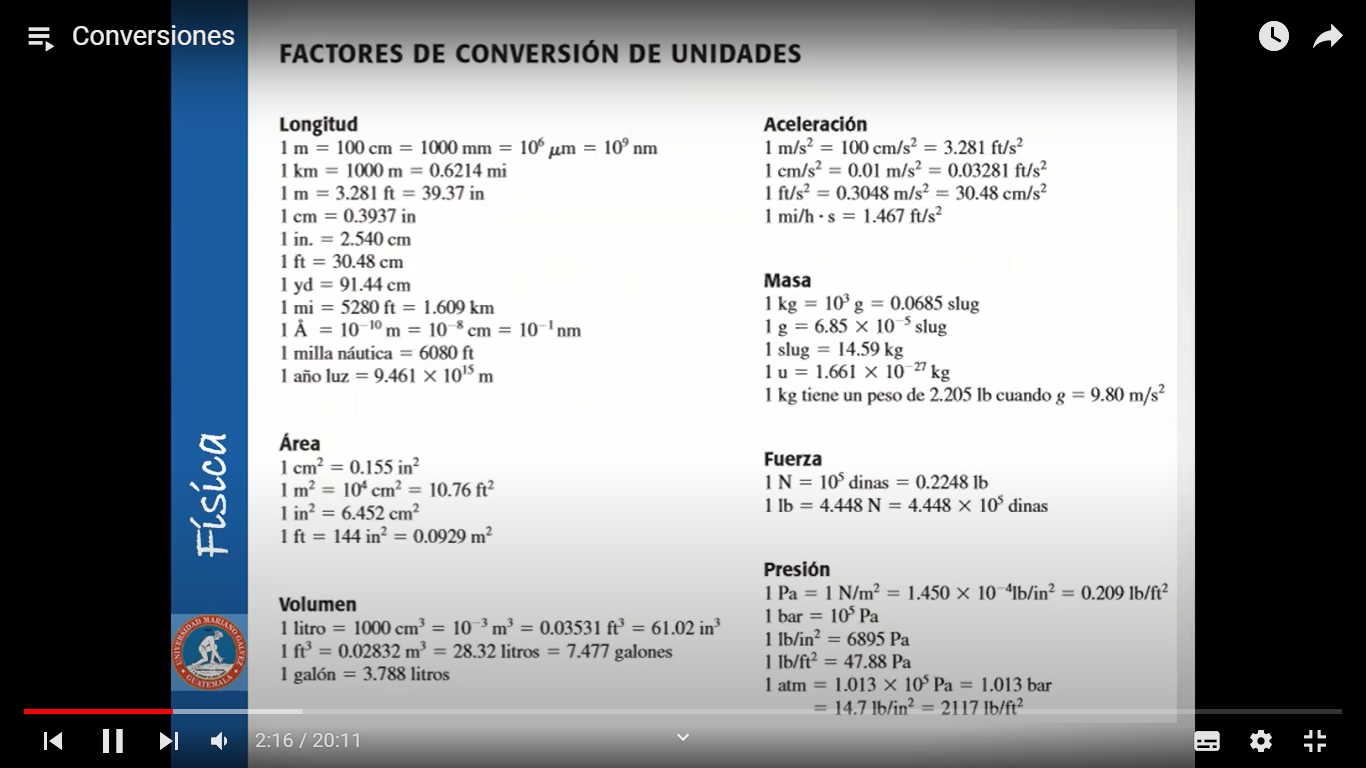 Conversiones
FACTORES DE CONVERSIÓN DE UNIDADES
Longitud
1 m = 100 cm = 1000 mm = 10⁶ μm = 10⁹ nm
1 km = 1000 m = 0.6214 mi
1 m = 3.281 ft = 39.37 in
1 cm = 0.3937 in
1 in. = 2.540 cm
1 ft = 30.48 cm
1 yd = 91.44 cm
1 mi = 5280 ft = 1.609 km
1 Å = 10⁻¹⁰ m = 10⁻⁸ cm = 10⁻¹ nm
1 milla náutica = 6080 ft
1 año luz = 9.461 × 10¹⁵ m
Área
1 cm² = 0.155 in²
1 m² = 10⁴ cm² = 10.76 ft²
1 in² = 6.452 cm²
1 ft = 144 in² = 0.0929 m²
Volumen
1 litro = 1000 cm³ = 10⁻³ m³ = 0.03531 ft³ = 61.02 in³
1 ft³ = 0.02832 m³ = 28.32 litros = 7.477 galones
1 galón = 3.788 litros
Aceleración
1 m/s² = 100 cm/s² = 3.281 ft/s²
1 cm/s² = 0.01 m/s² = 0.03281 ft/s²
1 ft/s² = 0.3048 m/s² = 30.48 cm/s²
1 mi/h · s = 1.467 ft/s²
Masa
1 kg = 10³ g = 0.0685 slug
1 g = 6.85 × 10⁻⁵ slug
1 slug = 14.59 kg
1 u = 1.661 × 10⁻²⁷ kg
1 kg tiene un peso de 2.205 lb cuando g = 9.80 m/s²
Fuerza
1 N = 10⁵ dinas = 0.2248 lb
1 lb = 4.448 N = 4.448 × 10⁵ dinas
Presión
1 Pa = 1 N/m² = 1.450 × 10⁻⁴lb/in² = 0.209 lb/ft²
1 bar = 10⁵ Pa
1 lb/in² = 6895 Pa
1 lb/ft² = 47.88 Pa
1 atm = 1.013 × 10⁵ Pa = 1.013 bar
= 14.7 lb/in² = 2117 lb/ft²
Física
UNIVERSIDAD MARIANO GALVEZ
GUATEMALA
2:16 / 20:11